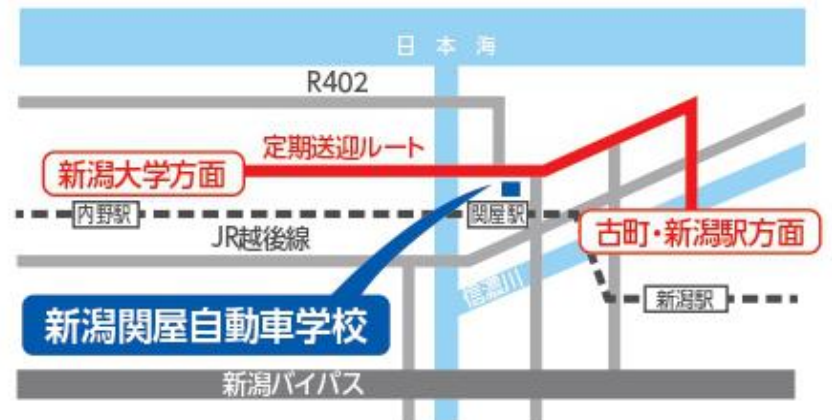 日本海
R402
定期送迎ルート
新潟大学方面
内野駅
関屋駅
JR越後線
古町・新潟駅方面
信濃川
新潟駅
新潟関屋自動車学校
新潟バイパス